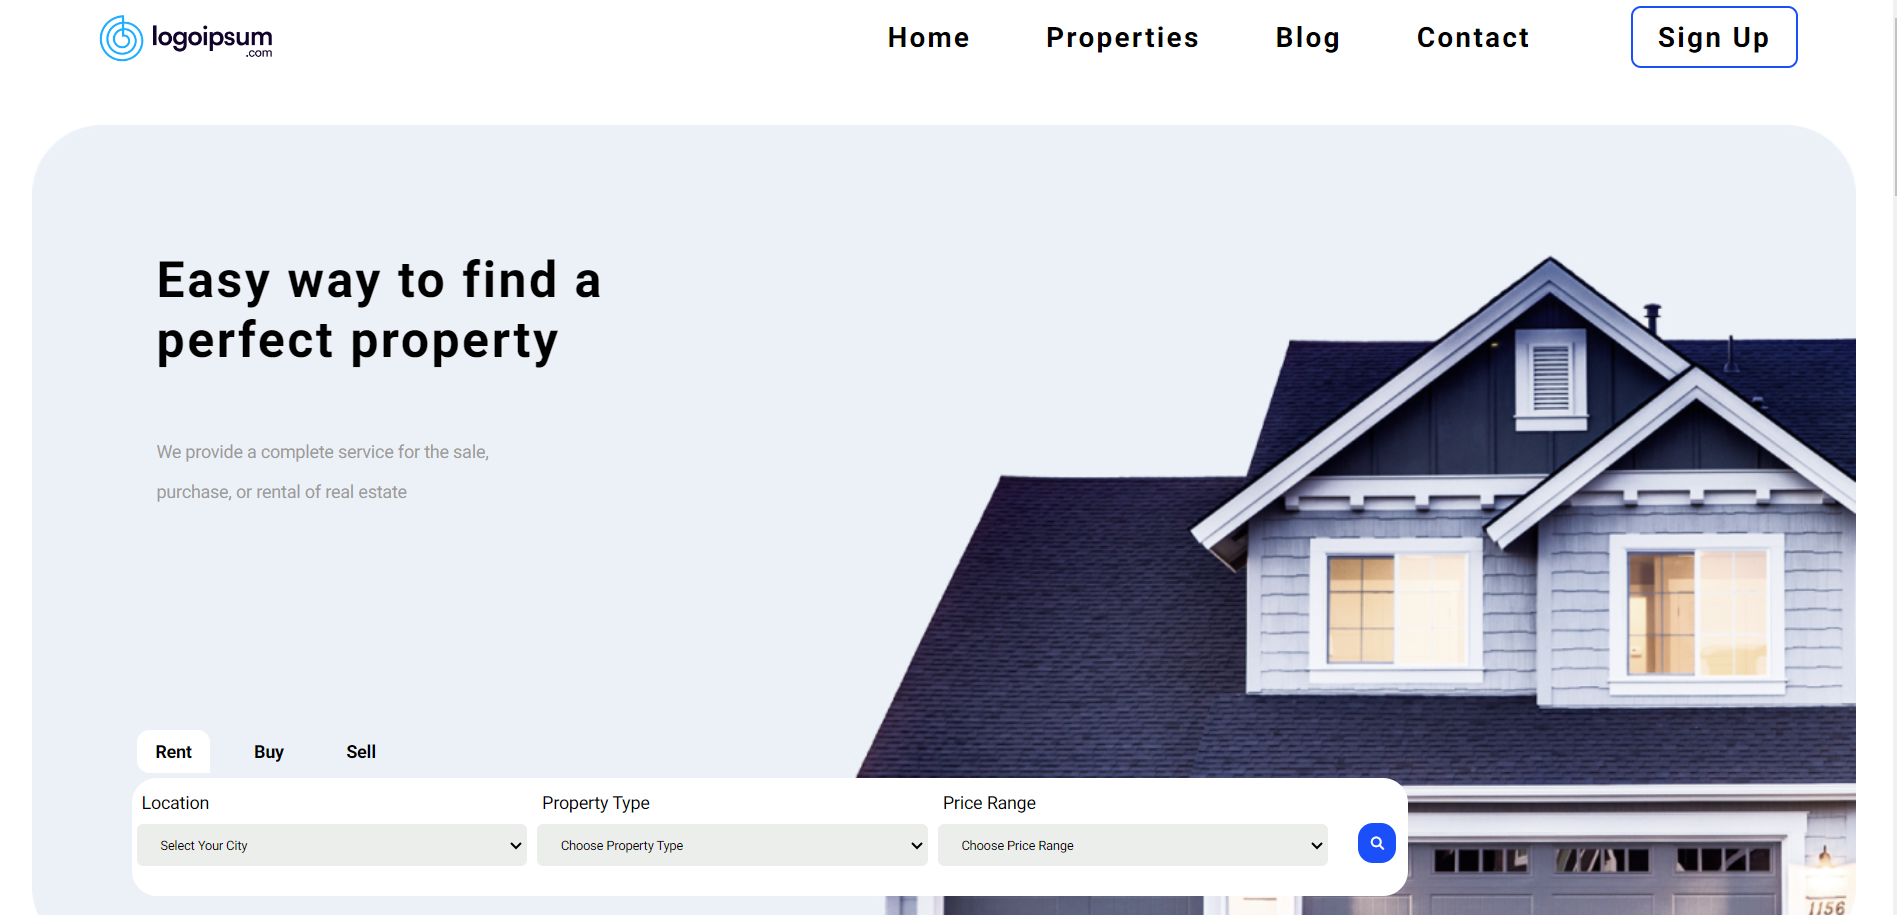 logoipsum
.com
Home Properties Blog Contact Sign Up
Easy way to find a
perfect property
We provide a complete service for the sale,
purchase, or rental of real estate
Rent Buy Sell
Location Property Type Price Range
Select Your City Choose Property Type Choose Price Range
1156